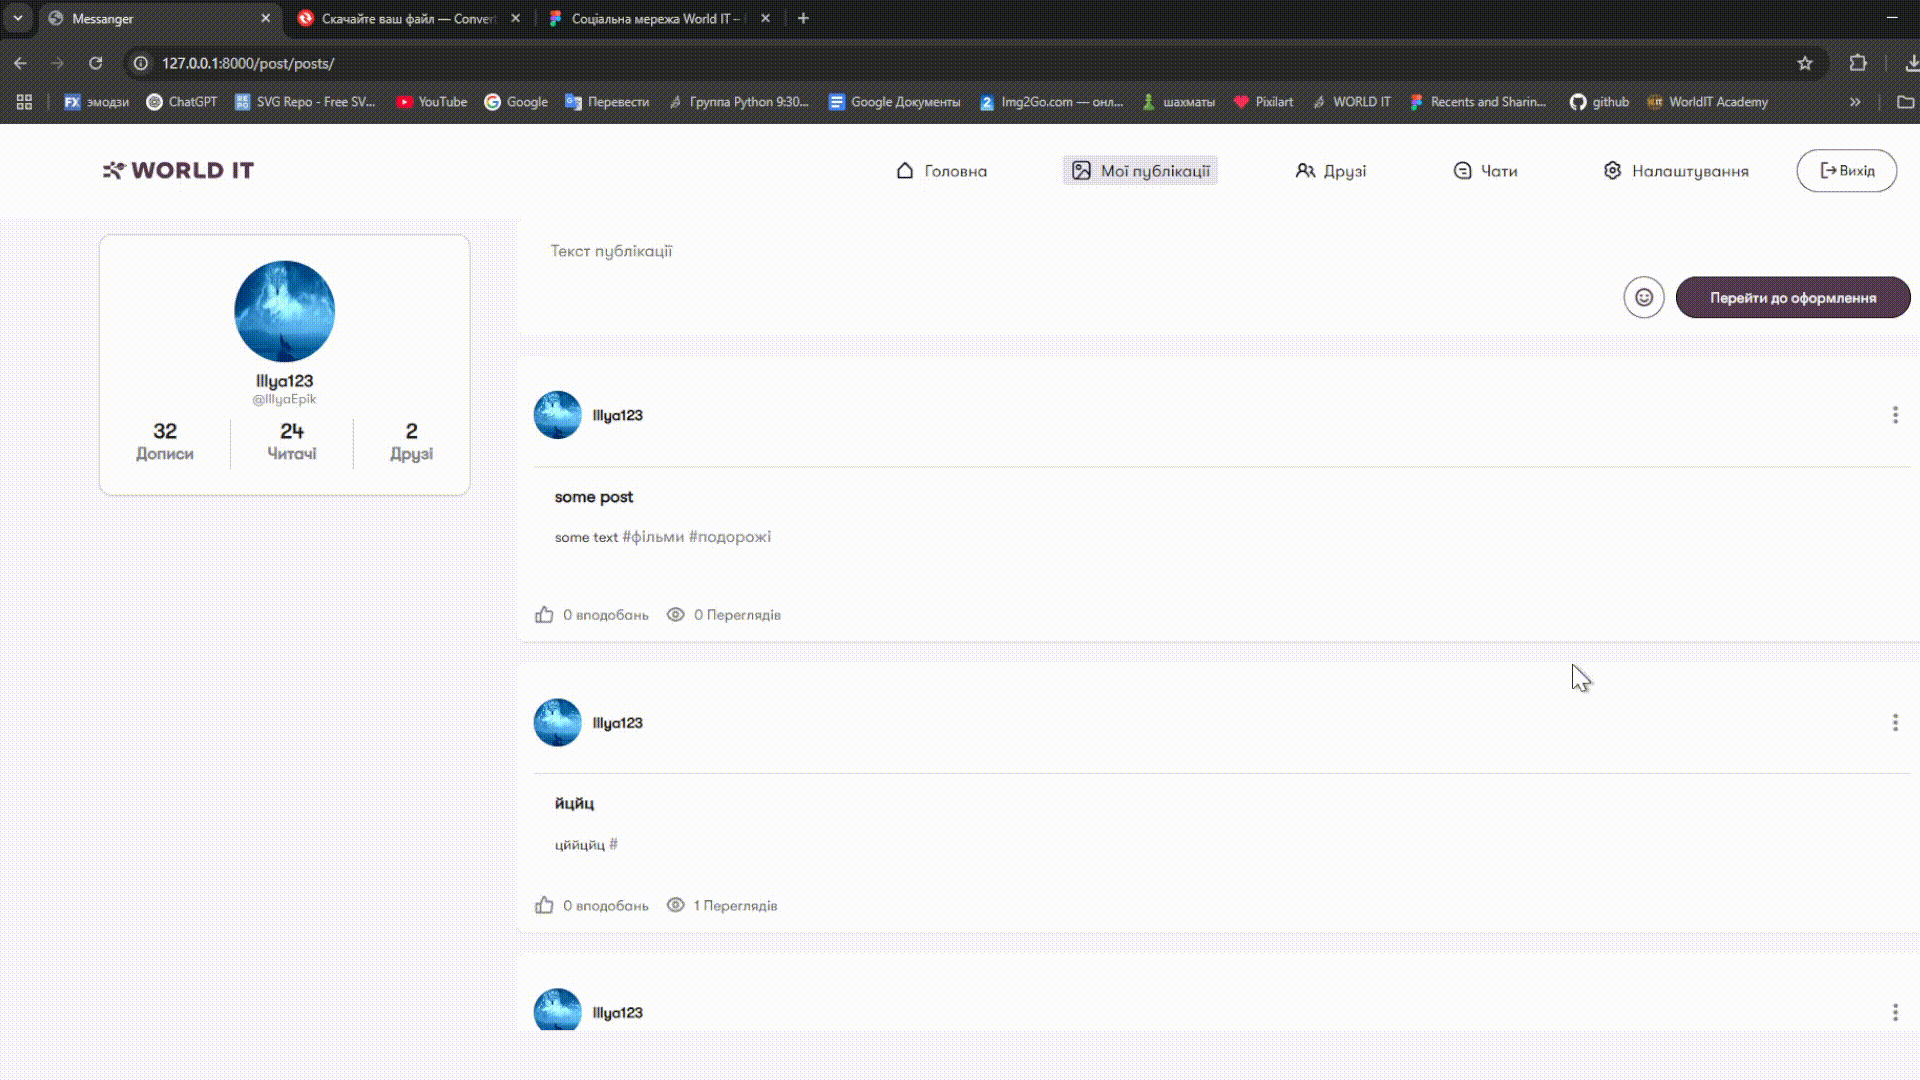 Messanger
Скачайте ваш файл — Conver
Соціальна мережа World IT –
127.0.0.1:8000/post/posts/
эмодзи
ChatGPT
SVG Repo - Free SV...
YouTube
Google
Перевести
Группа Python 9:30...
Google Документы
Img2Go.com — онл...
шахматы
Pixilart
WORLD IT
Recents and Sharin...
github
WorldIT Academy
WORLD IT
Головна
Мої публікації
Друзі
Чати
Налаштування
Вихід
Illya123
@IllyaEpik
32
Дописи
24
Читачі
2
Друзі
Текст публікації
Перейти до оформлення
Illya123
some post
some text #фільми #подорожі
0 вподобань
0 Переглядів
Illya123
йцйц
цййцйц #
0 вподобань
1 Переглядів
Illya123